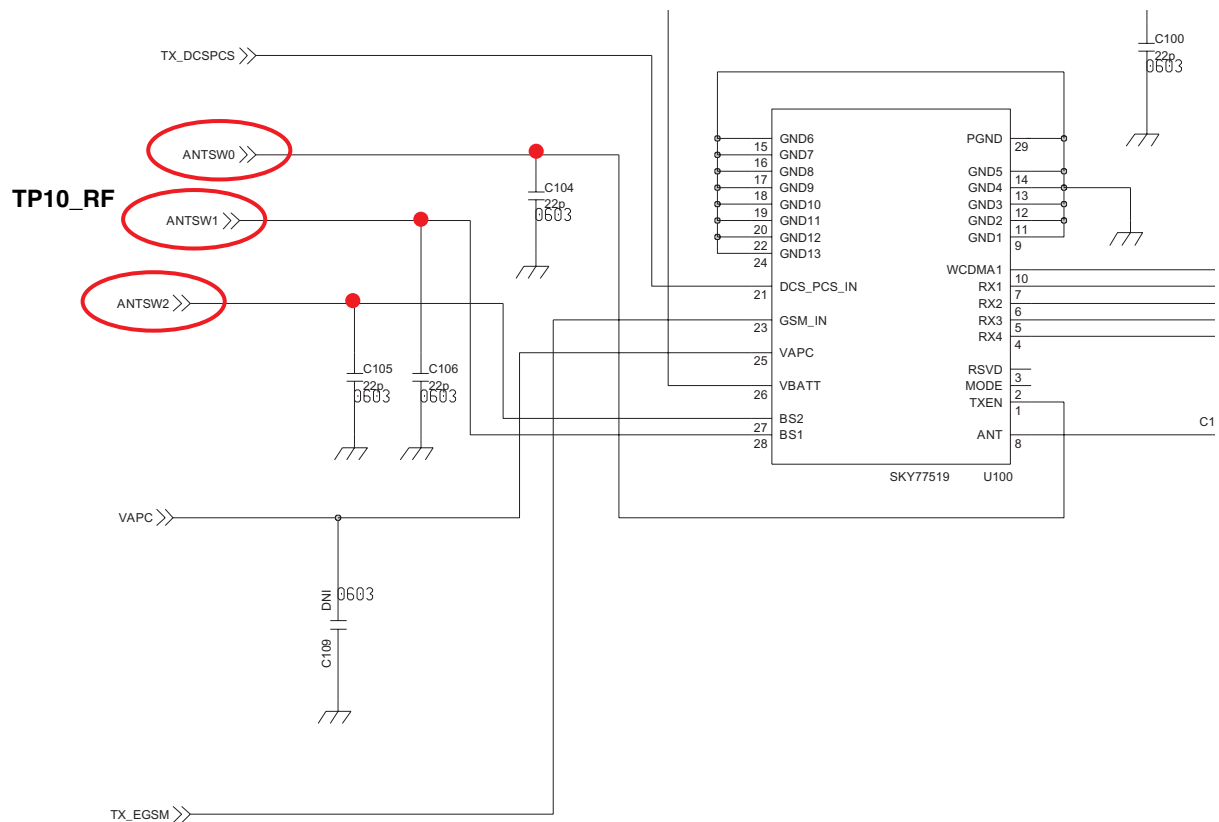 C100
22p
0603
TX_DCSPCS
ANTSW0
TP10_RF
ANTSW1
ANTSW2
C104
22p
0603
C105
22p
0603
C106
22p
0603
GND6
15
GND7
16
GND8
17
GND9
18
GND10
19
GND11
20
GND12
22
GND13
24
DCS_PCS_IN
21
GSM_IN
23
VAPC
25
VBATT
26
BS2
27
BS1
28
PGND
29
GND5
14
GND4
13
GND3
12
GND2
11
GND1
9
WCDMA1
10
RX1
7
RX2
6
RX3
5
RX4
4
RSVD
3
MODE
2
TXEN
1
ANT
8
C1
SKY77519 U100
VAPC
DNI 0603
C109
TX_EGSM